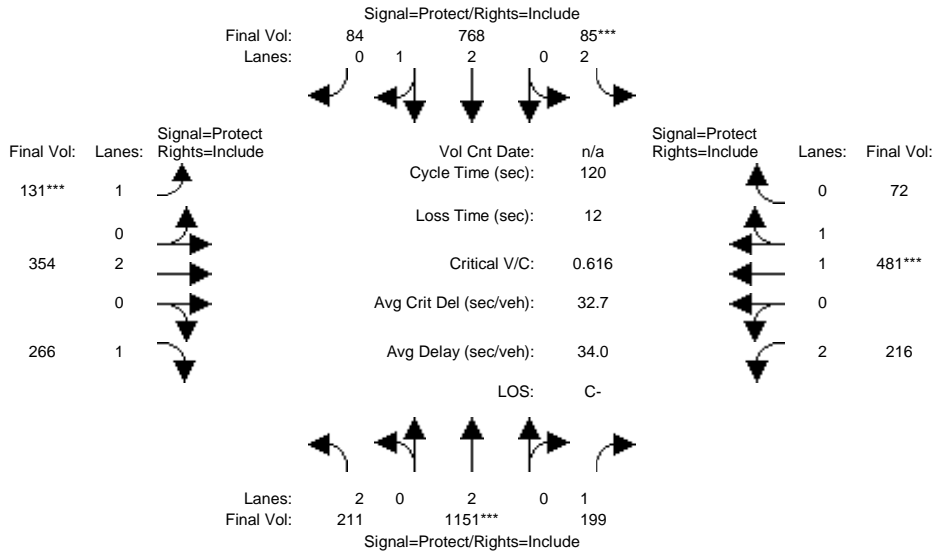 Signal=Protect/Rights=Include
Final Vol: 84 768 85***
Lanes: 0 1 2 0 2
Signal=Protect Signal=Protect
Final Vol: Lanes: Rights=Include Vol Cnt Date: n/a Rights=Include Lanes: Final Vol:
Cycle Time (sec): 120
131*** 1 0 72
Loss Time (sec): 12
0 1
354 2 Critical V/C: 0.616 1 481***
0 Avg Crit Del (sec/veh): 32.7 0
266 1 Avg Delay (sec/veh): 34.0 2 216
LOS: C-
Lanes: 2 0 2 0 1
Final Vol: 211 1151*** 199
Signal=Protect/Rights=Include